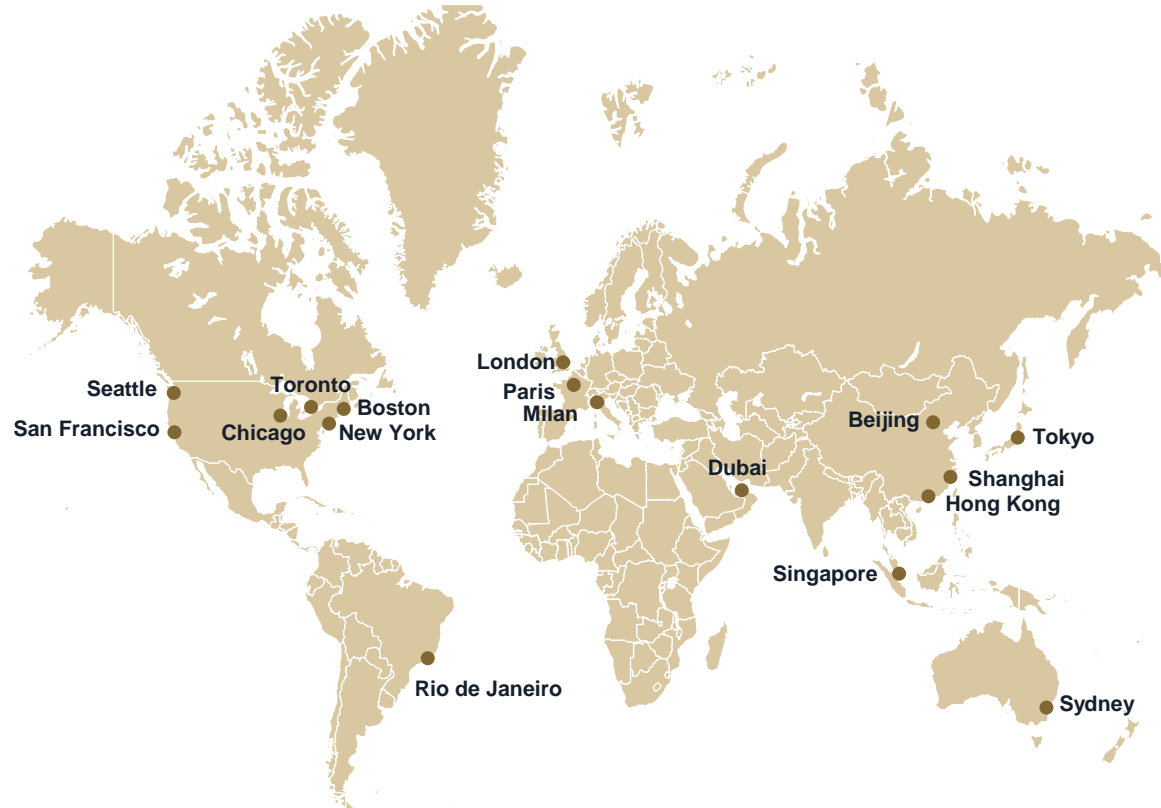 London
Seattle
Toronto
Paris
Boston
Milan
San Francisco
Chicago
New York
Beijing
Tokyo
Dubai
Shanghai
Hong Kong
Singapore
Rio de Janeiro
Sydney